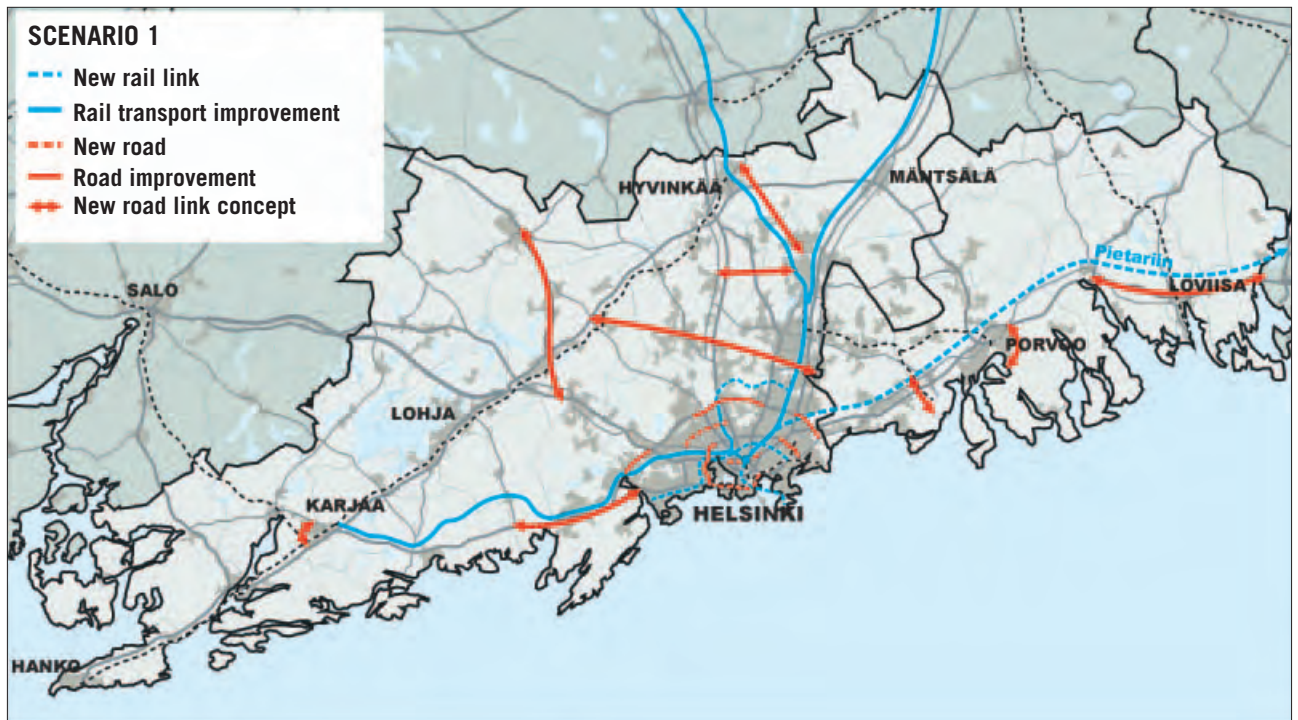 SCENARIO 1
New rail link
Rail transport improvement
New road
Road improvement
New road link concept
HYVINKÄÄ
MÄNTSÄLÄ
Pietariin
LOVIISA
SALO
PORVOO
LOHJA
KARJAA
HELSINKI
HANKO